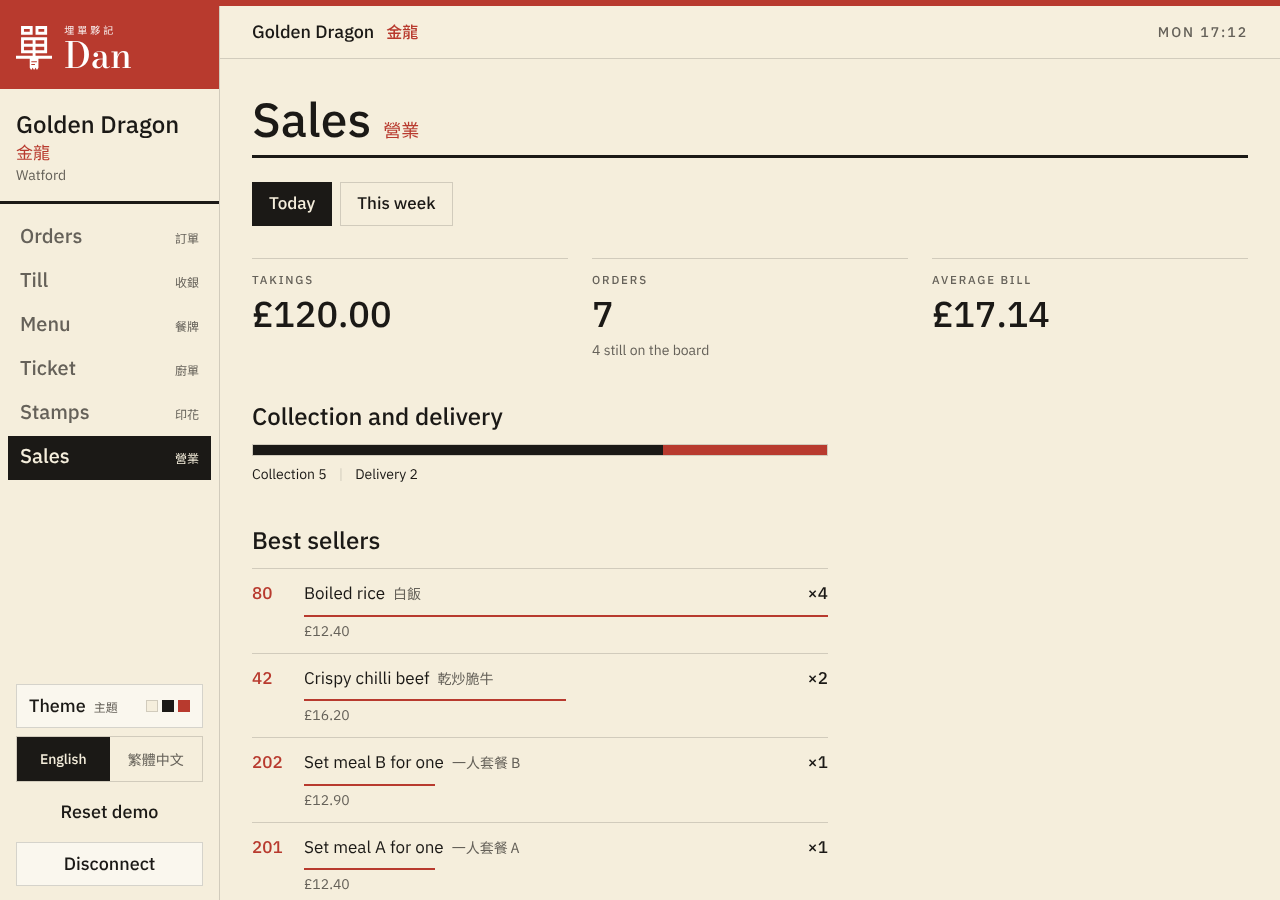 單 埋單夥記
Dan
Golden Dragon
金龍
Watford
Orders 訂單
Till 收銀
Menu 餐牌
Ticket 廚單
Stamps 印花
Sales 營業
Theme 主題
English 繁體中文
Reset demo
Disconnect
Golden Dragon 金龍 MON 17:12
Sales 營業
Today This week
TAKINGS ORDERS AVERAGE BILL
£120.00 7 £17.14
4 still on the board
Collection and delivery
Collection 5 | Delivery 2
Best sellers
80 Boiled rice 白飯 ×4
£12.40
42 Crispy chilli beef 乾炒脆牛 ×2
£16.20
202 Set meal B for one 一人套餐 B ×1
£12.90
201 Set meal A for one 一人套餐 A ×1
£12.40